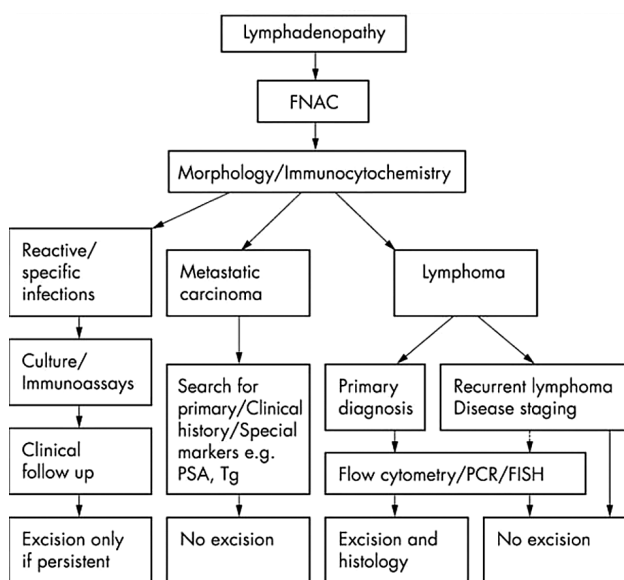 Lymphadenopathy
FNAC
Morphology/Immunocytochemistry
Reactive/
specific
infections
Metastatic
carcinoma
Lymphoma
Culture/
Immunoassays
Search for
primary/Clinical
history/Special
markers e.g.
PSA, Tg
Primary
diagnosis
Recurrent lymphoma
Disease staging
Clinical
follow up
Flow cytometry/PCR/FISH
Excision only
if persistent
No excision
Excision and
histology
No excision